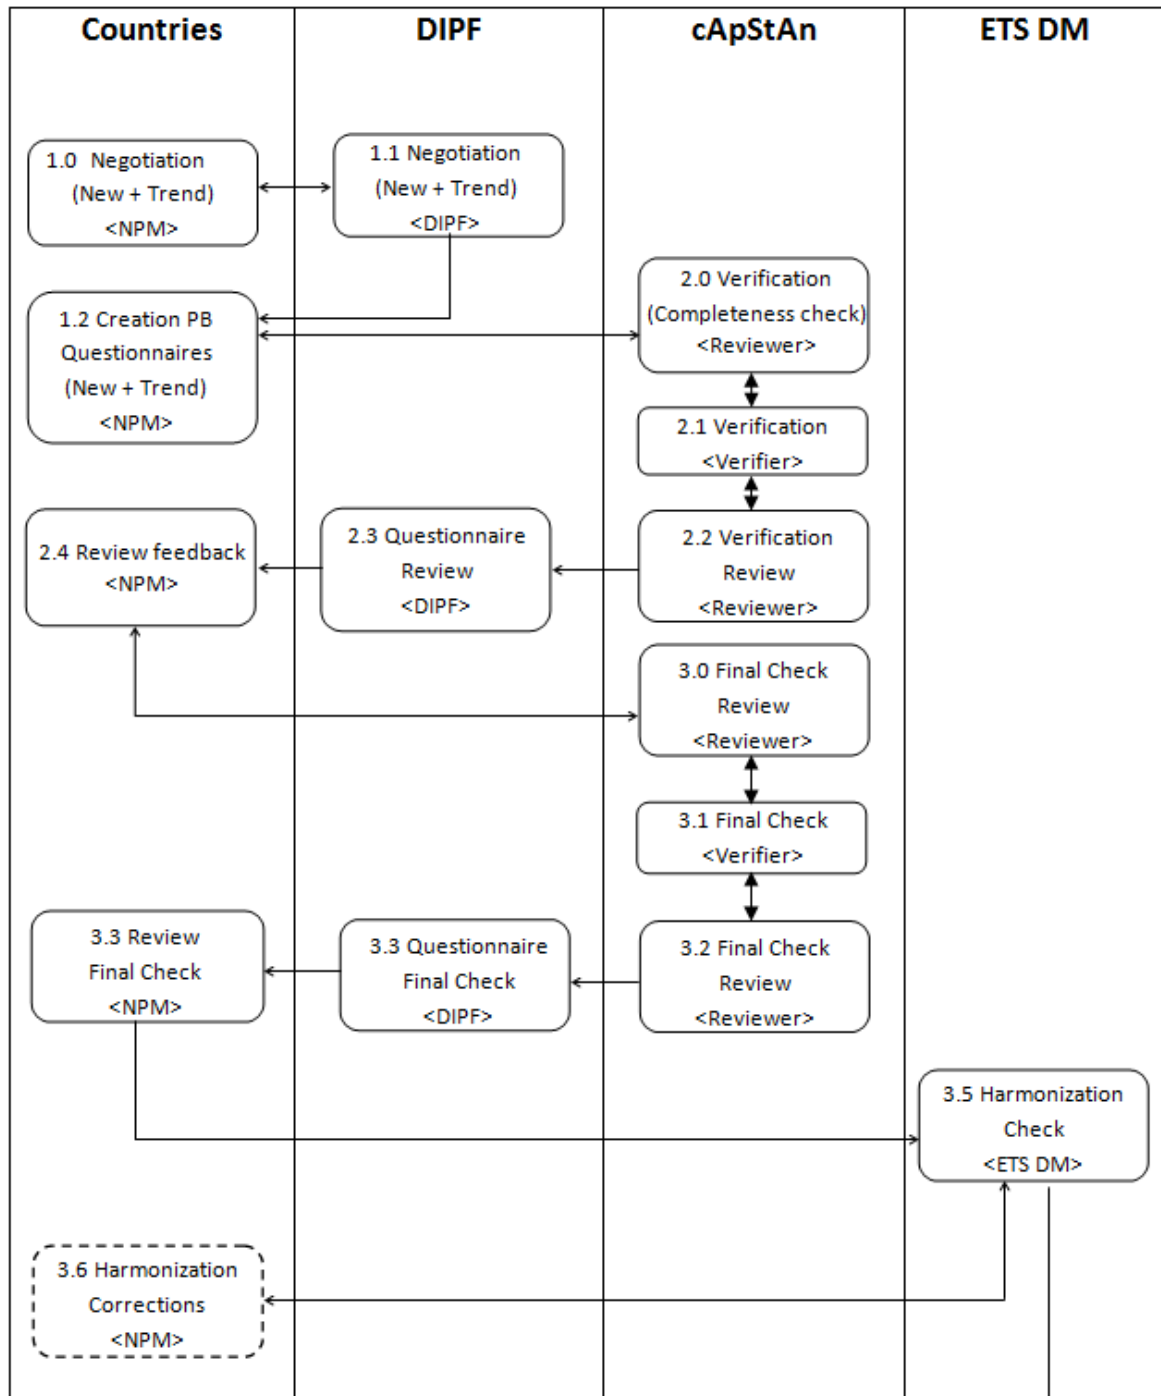 Countries
DIPF
cApStAn
ETS DM
1.0 Negotiation
(New + Trend)
<NPM>
1.1 Negotiation
(New + Trend)
<DIPF>
1.2 Creation PB
Questionnaires
(New + Trend)
<NPM>
2.0 Verification
(Completeness check)
<Reviewer>
2.1 Verification
<Verifier>
2.4 Review feedback
<NPM>
2.3 Questionnaire
Review
<DIPF>
2.2 Verification
Review
<Reviewer>
3.0 Final Check
Review
<Reviewer>
3.1 Final Check
<Verifier>
3.3 Review
Final Check
<NPM>
3.3 Questionnaire
Final Check
<DIPF>
3.2 Final Check
Review
<Reviewer>
3.5 Harmonization
Check
<ETS DM>
3.6 Harmonization
Corrections
<NPM>